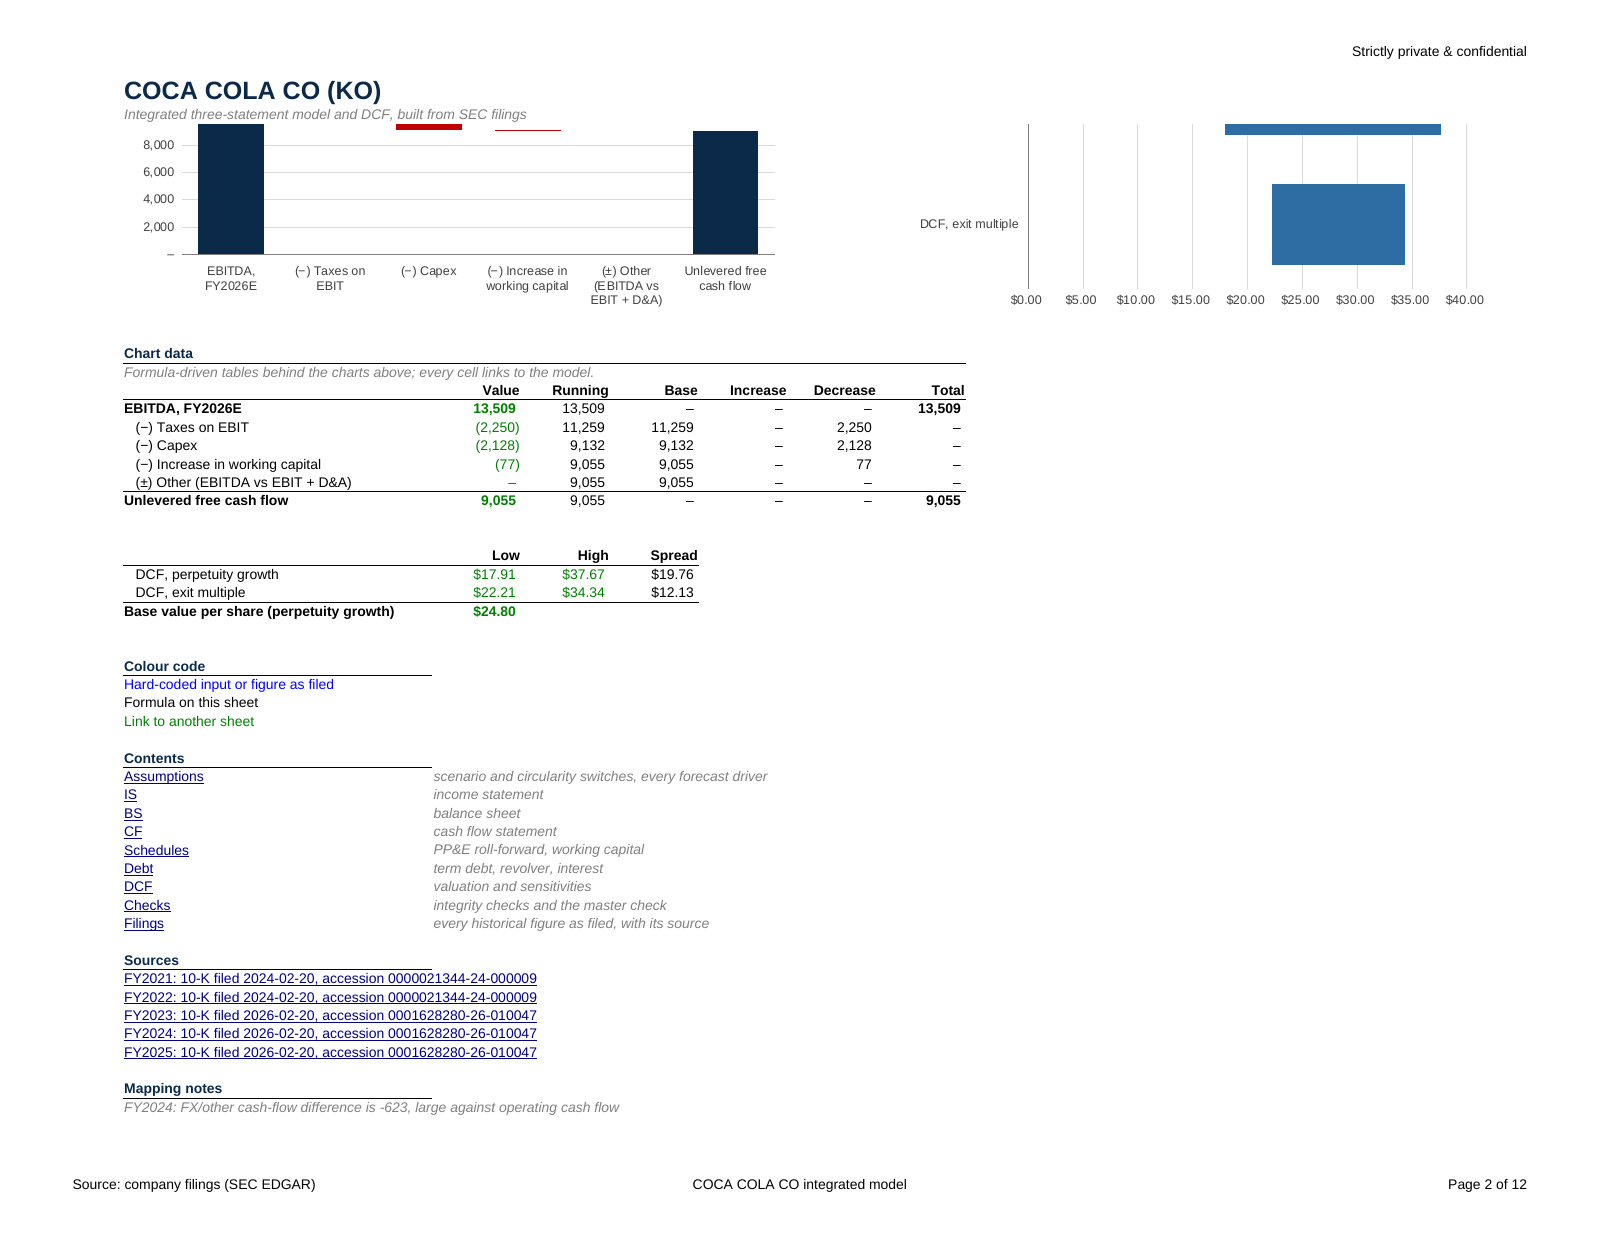 Strictly private & confidential
COCA COLA CO (KO)
Integrated three-statement model and DCF, built from SEC filings
8,000
6,000
4,000
2,000
–
EBITDA, FY2026E
(−) Taxes on EBIT
(−) Capex
(−) Increase in working capital
(±) Other (EBITDA vs EBIT + D&A)
Unlevered free cash flow
DCF, exit multiple
$0.00 $5.00 $10.00 $15.00 $20.00 $25.00 $30.00 $35.00 $40.00
Chart data
Formula-driven tables behind the charts above; every cell links to the model.
Value Running Base Increase Decrease Total
EBITDA, FY2026E 13,509 13,509 – – – 13,509
(−) Taxes on EBIT (2,250) 11,259 11,259 – 2,250 –
(−) Capex (2,128) 9,132 9,132 – 2,128 –
(−) Increase in working capital (77) 9,055 9,055 – 77 –
(±) Other (EBITDA vs EBIT + D&A) – 9,055 9,055 – – –
Unlevered free cash flow 9,055 9,055 – – – 9,055
Low High Spread
DCF, perpetuity growth $17.91 $37.67 $19.76
DCF, exit multiple $22.21 $34.34 $12.13
Base value per share (perpetuity growth) $24.80
Colour code
Hard-coded input or figure as filed
Formula on this sheet
Link to another sheet
Contents
Assumptions scenario and circularity switches, every forecast driver
IS income statement
BS balance sheet
CF cash flow statement
Schedules PP&E roll-forward, working capital
Debt term debt, revolver, interest
DCF valuation and sensitivities
Checks integrity checks and the master check
Filings every historical figure as filed, with its source
Sources
FY2021: 10-K filed 2024-02-20, accession 0000021344-24-000009
FY2022: 10-K filed 2024-02-20, accession 0000021344-24-000009
FY2023: 10-K filed 2026-02-20, accession 0001628280-26-010047
FY2024: 10-K filed 2026-02-20, accession 0001628280-26-010047
FY2025: 10-K filed 2026-02-20, accession 0001628280-26-010047
Mapping notes
FY2024: FX/other cash-flow difference is -623, large against operating cash flow
Source: company filings (SEC EDGAR)
COCA COLA CO integrated model
Page 2 of 12